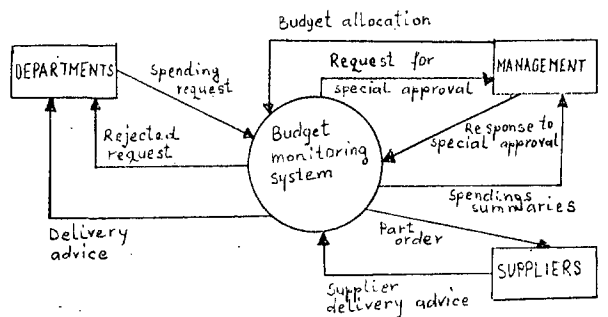 Budget allocation
DEPARTMENTS
Spending
request
Request for
special approval
MANAGEMENT
Rejected
request
Budget
monitoring
system
Response to
special approval
Spendings
summaries
Delivery
advice
Part
order
SUPPLIERS
Supplier
delivery advice